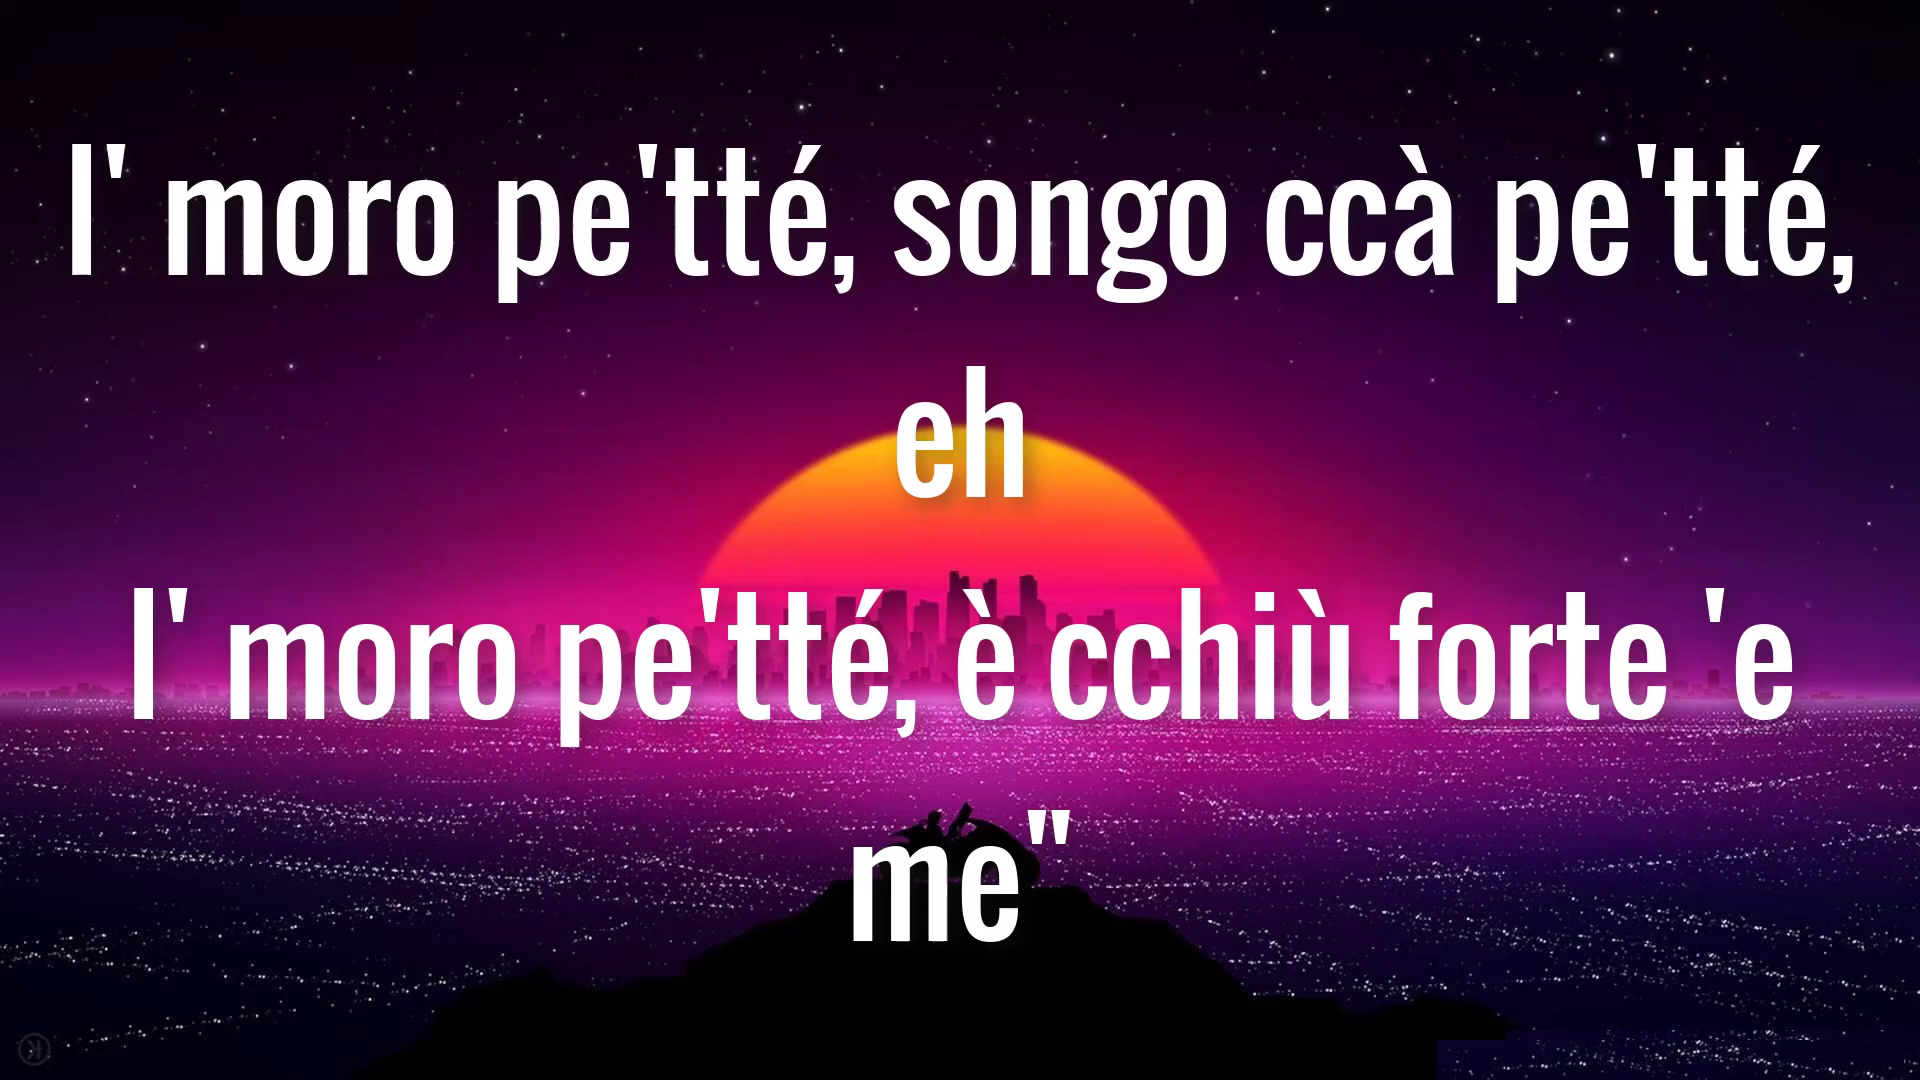 I' moro pe'tté, songo ccà pe'tté,
eh
I' moro pe'tté, è cchiù forte 'e
me"